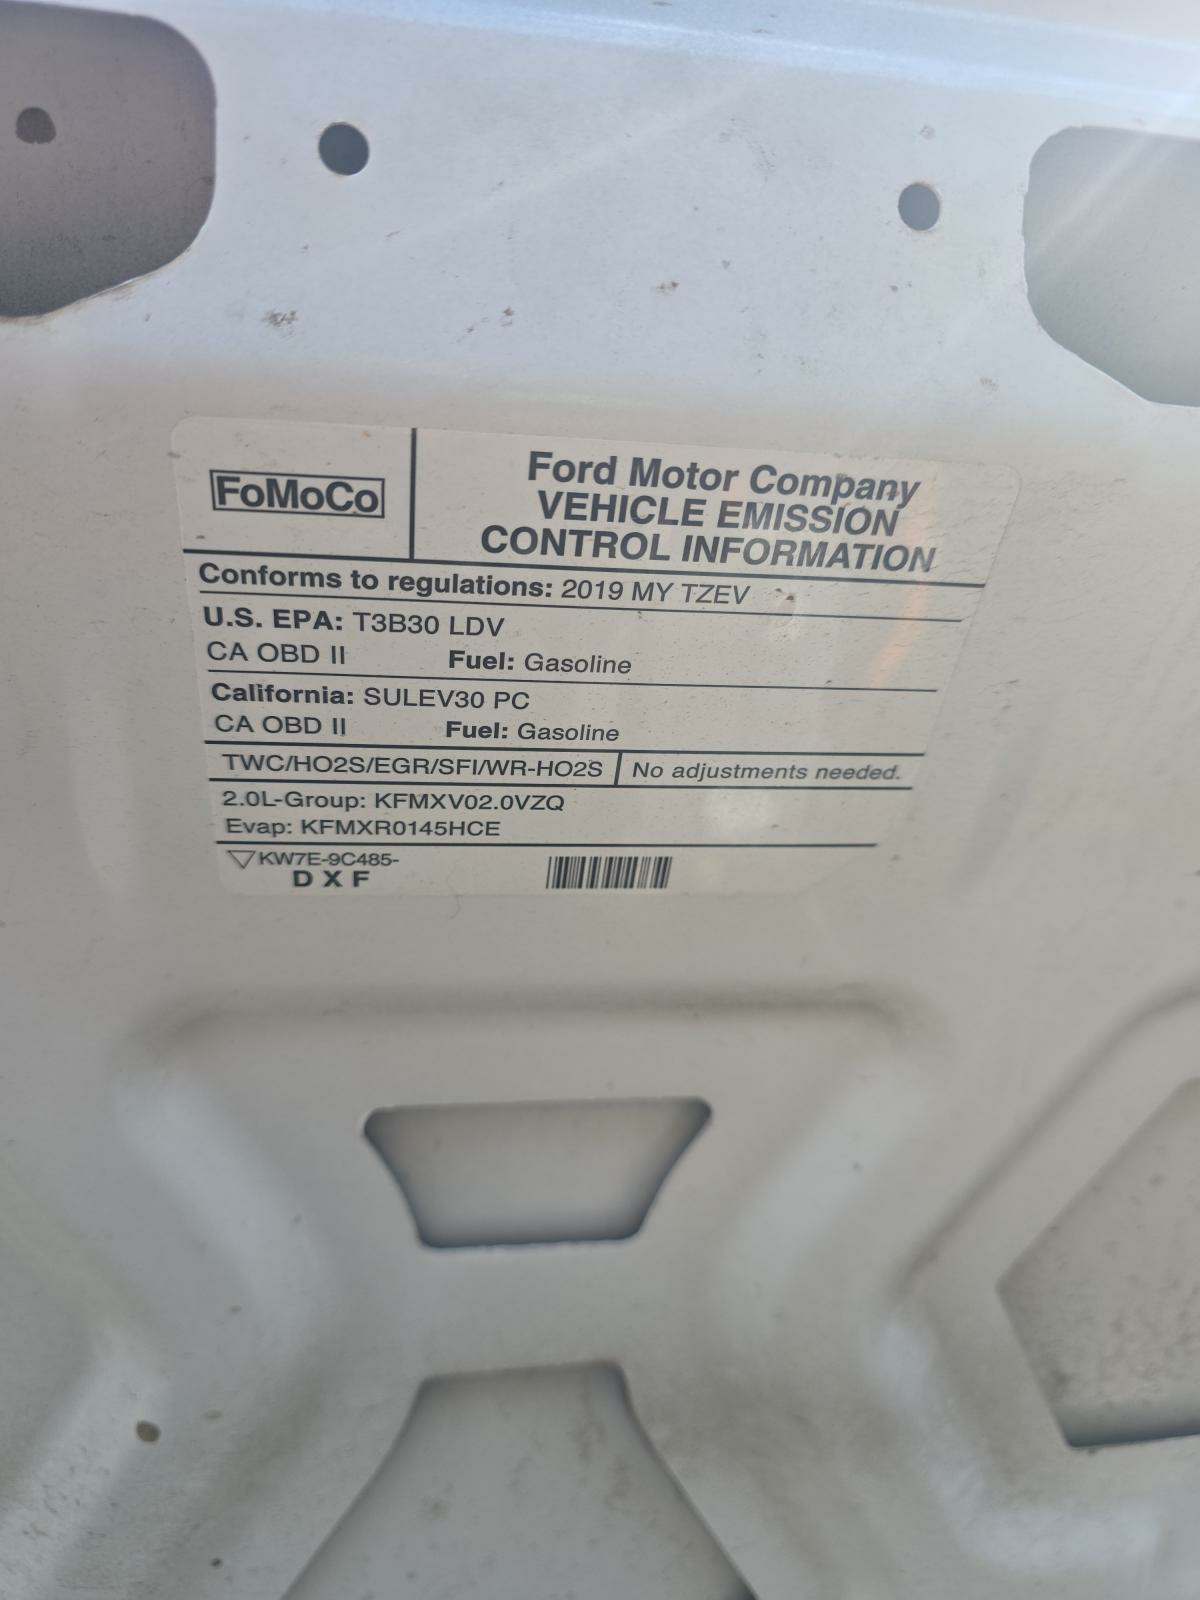 FoMoCo
Ford Motor Company
VEHICLE EMISSION
CONTROL INFORMATION
Conforms to regulations: 2019 MY TZEV
U.S. EPA: T3B30 LDV
CA OBD II Fuel: Gasoline
California: SULEV30 PC
CA OBD II Fuel: Gasoline
TWC/HO2S/EGR/SFI/WR-HO2S No adjustments needed.
2.0L-Group: KFMXV02.0VZQ
Evap: KFMXR0145HCE
KW7E-9C485-
DXF